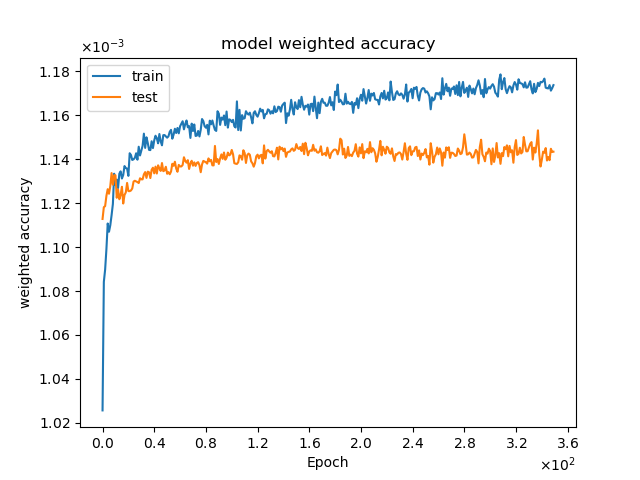 model weighted accuracy
×10⁻³
train
test
1.18
1.16
1.14
1.12
1.10
1.08
1.06
1.04
1.02
weighted accuracy
0.0 0.4 0.8 1.2 1.6 2.0 2.4 2.8 3.2 3.6
Epoch
×10²